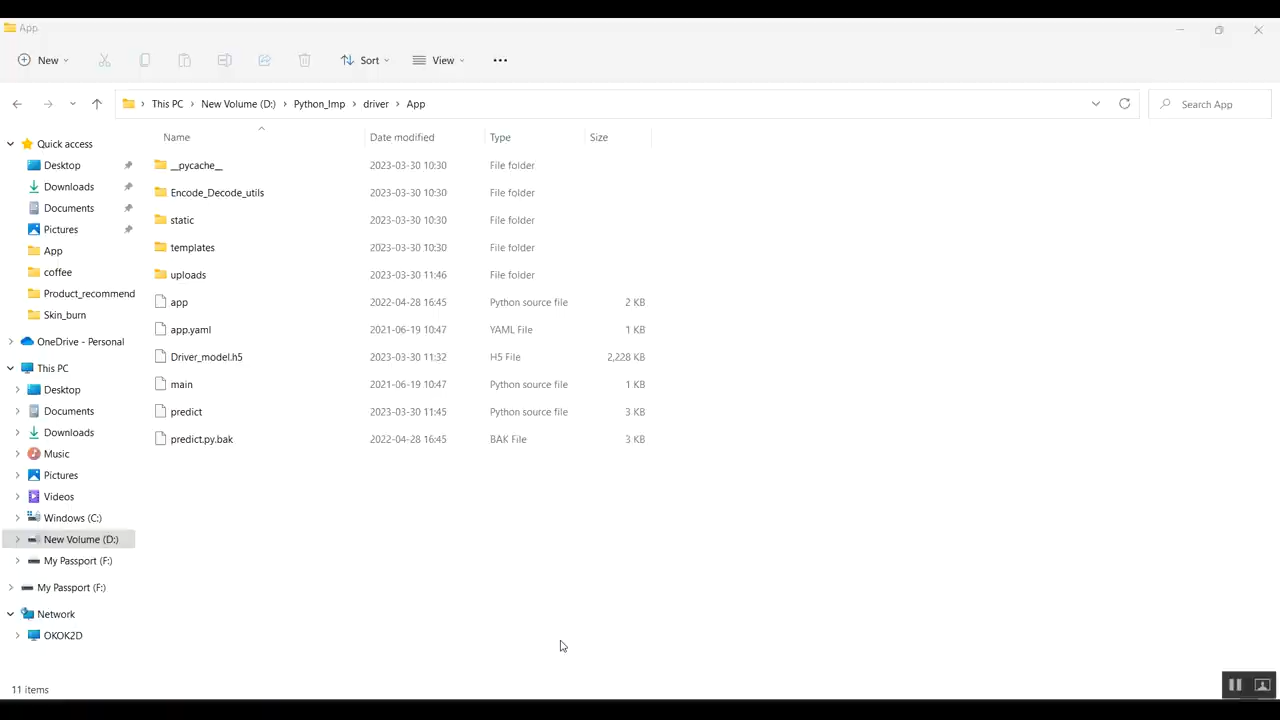 App
New
Sort
View
This PC
New Volume (D:)
Python_Imp
driver
App
Search App
Name
Date modified
Type
Size
Quick access
Desktop
Downloads
Documents
Pictures
App
coffee
Product_recommend
Skin_burn
OneDrive - Personal
This PC
Desktop
Documents
Downloads
Music
Pictures
Videos
Windows (C:)
New Volume (D:)
My Passport (F:)
My Passport (F:)
Network
OKOK2D
__pycache__ 2023-03-30 10:30 File folder
Encode_Decode_utils 2023-03-30 10:30 File folder
static 2023-03-30 10:30 File folder
templates 2023-03-30 10:30 File folder
uploads 2023-03-30 11:46 File folder
app 2022-04-28 16:45 Python source file 2 KB
app.yaml 2021-06-19 10:47 YAML File 1 KB
Driver_model.h5 2023-03-30 11:32 H5 File 2,228 KB
main 2021-06-19 10:47 Python source file 1 KB
predict 2023-03-30 11:45 Python source file 3 KB
predict.py.bak 2022-04-28 16:45 BAK File 3 KB
11 items